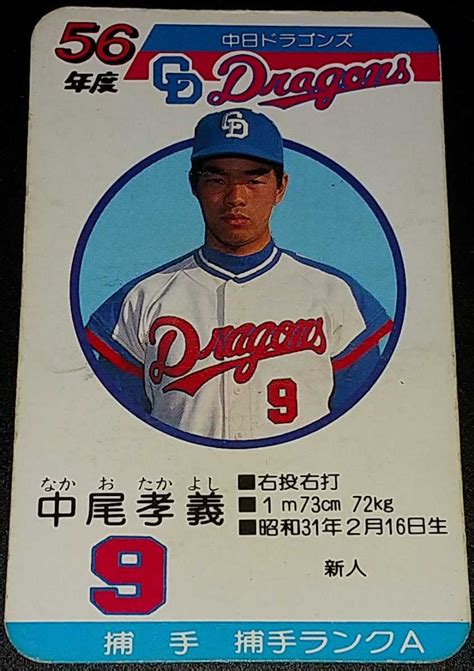 56
年度
中日ドラゴンズ
CD Dragons
CD
Dragons
9
なか お たか よし
中尾孝義
■右投右打
■1m73cm 72kg
■昭和31年2月16日生
新人
9
捕手 捕手ランクA